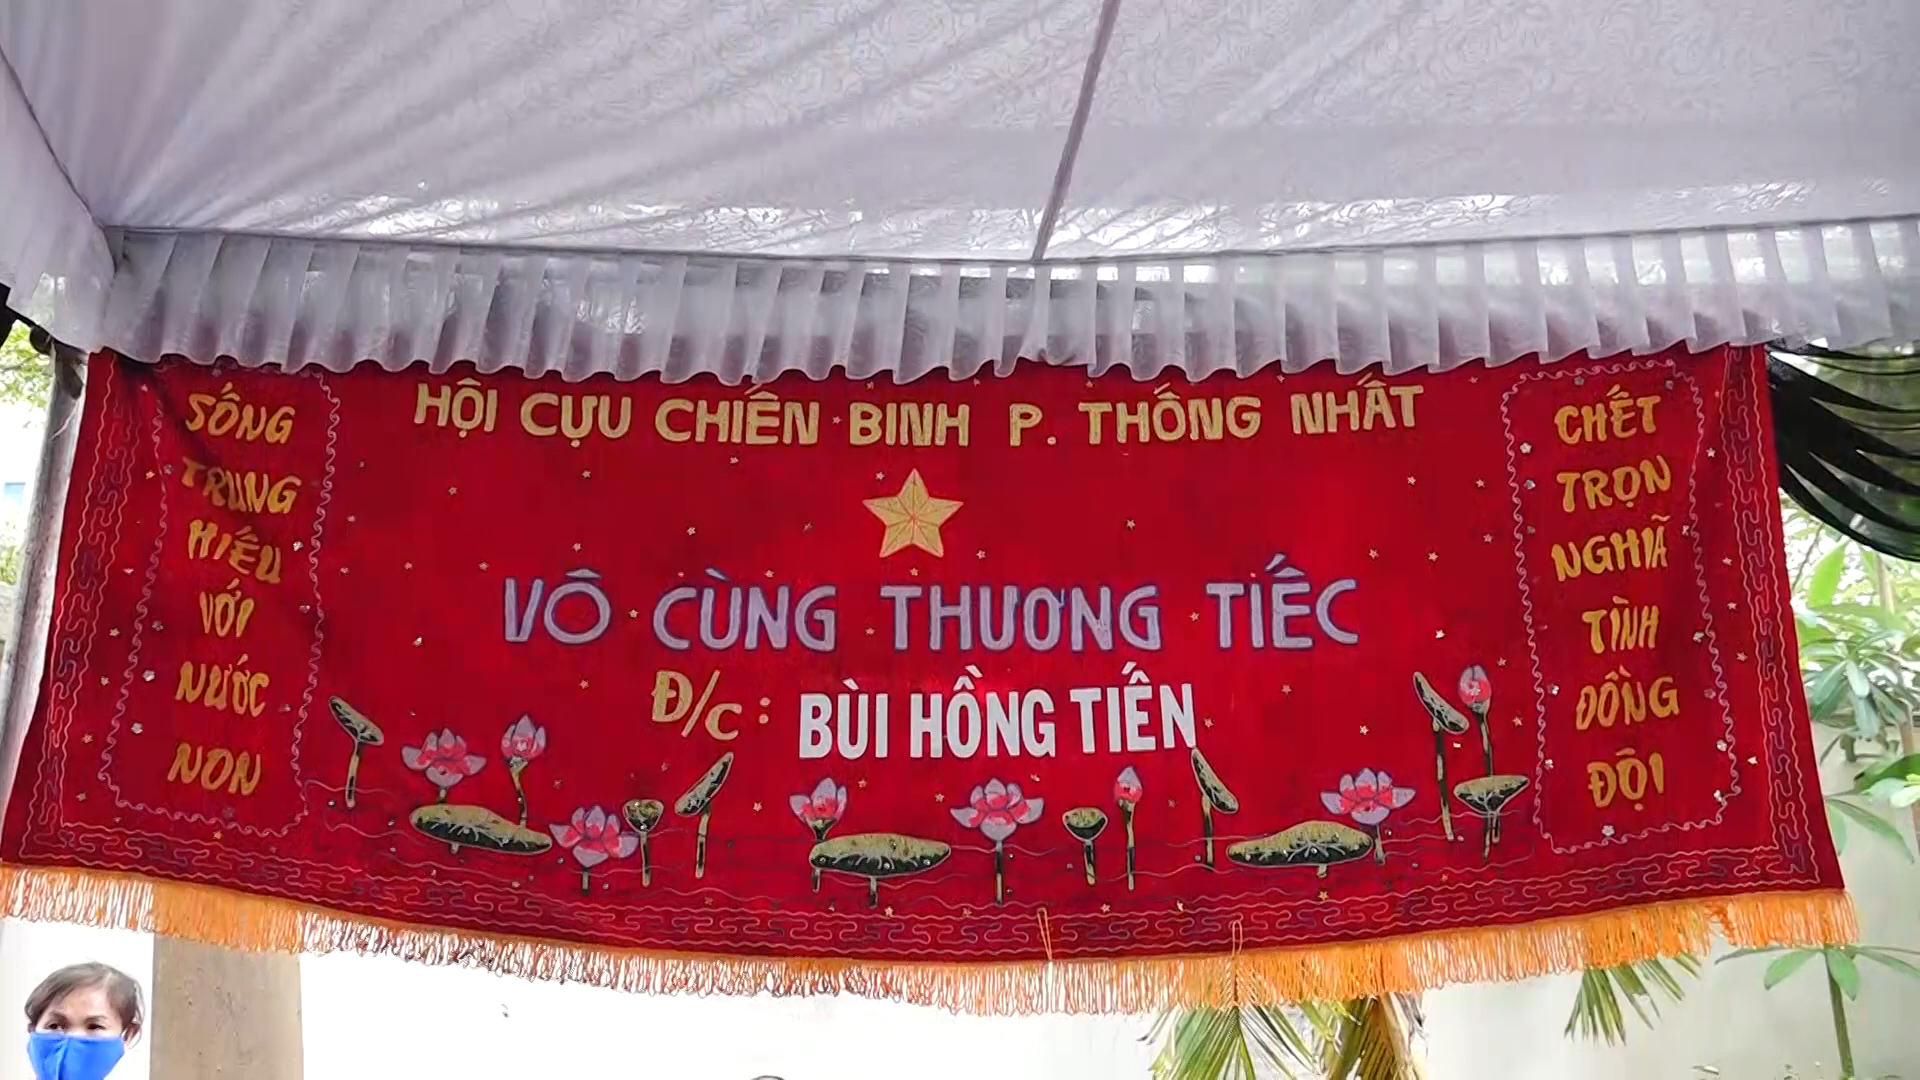 HỘI CỰU CHIẾN BINH P. THỐNG NHẤT
SỐNG
TRUNG
HIẾU
VỚI
NƯỚC
NON
VÔ CÙNG THƯƠNG TIẾC
Đ/c: BÙI HỒNG TIẾN
CHẾT
TRỌN
NGHĨA
TÌNH
ĐỒNG
ĐỘI